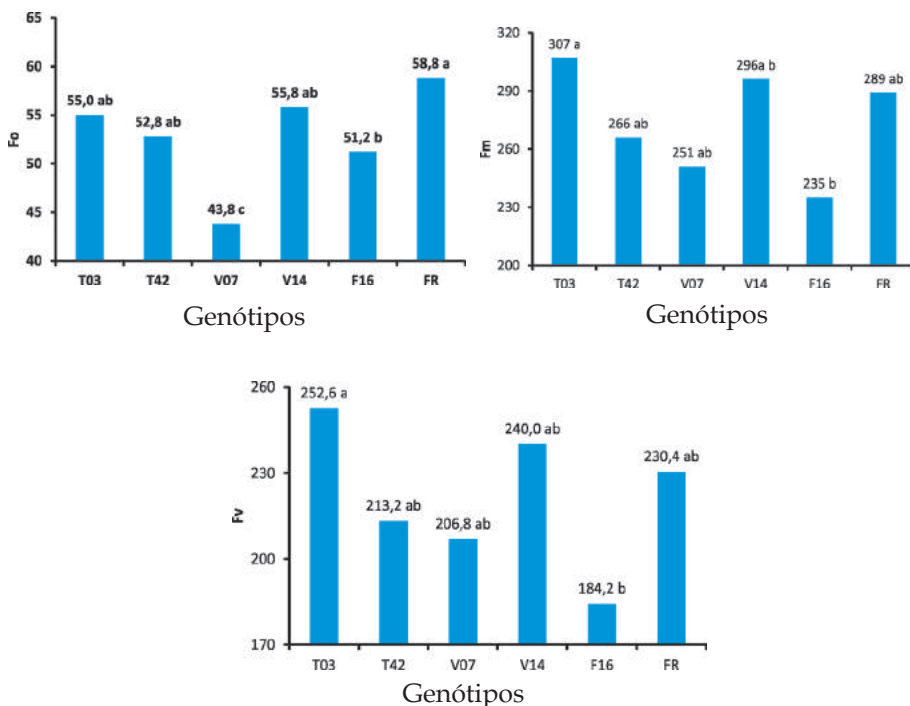 65
60
55
50
45
40
Fo
55,0 ab
52,8 ab
43,8 c
55,8 ab
51,2 b
58,8 a
T03 T42 V07 V14 F16 FR
Genótipos
320
290
260
230
200
Fm
307 a
266 ab
251 ab
296a b
235 b
289 ab
T03 T42 V07 V14 F16 FR
Genótipos
260
230
200
170
Fv
252,6 a
213,2 ab
206,8 ab
240,0 ab
184,2 b
230,4 ab
T03 T42 V07 V14 F16 FR
Genótipos